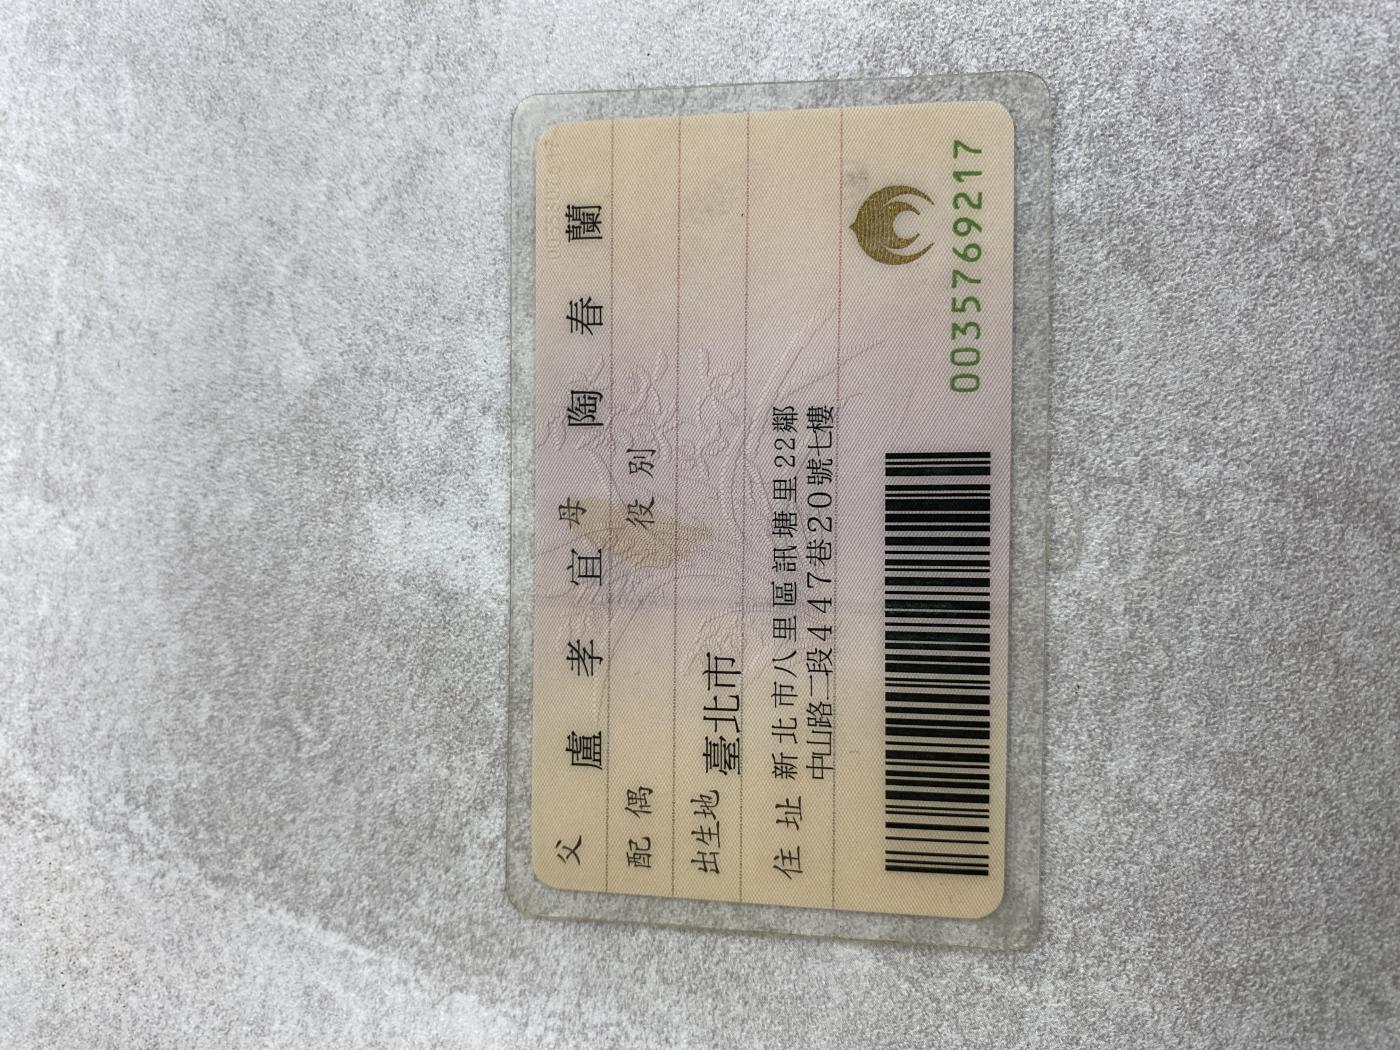 父 盧孝宜 母 陶春蘭
配偶 役別
出生地 臺北市
住址 新北市八里區訊塘里22鄰
中山路二段447巷20號七樓
0035769217